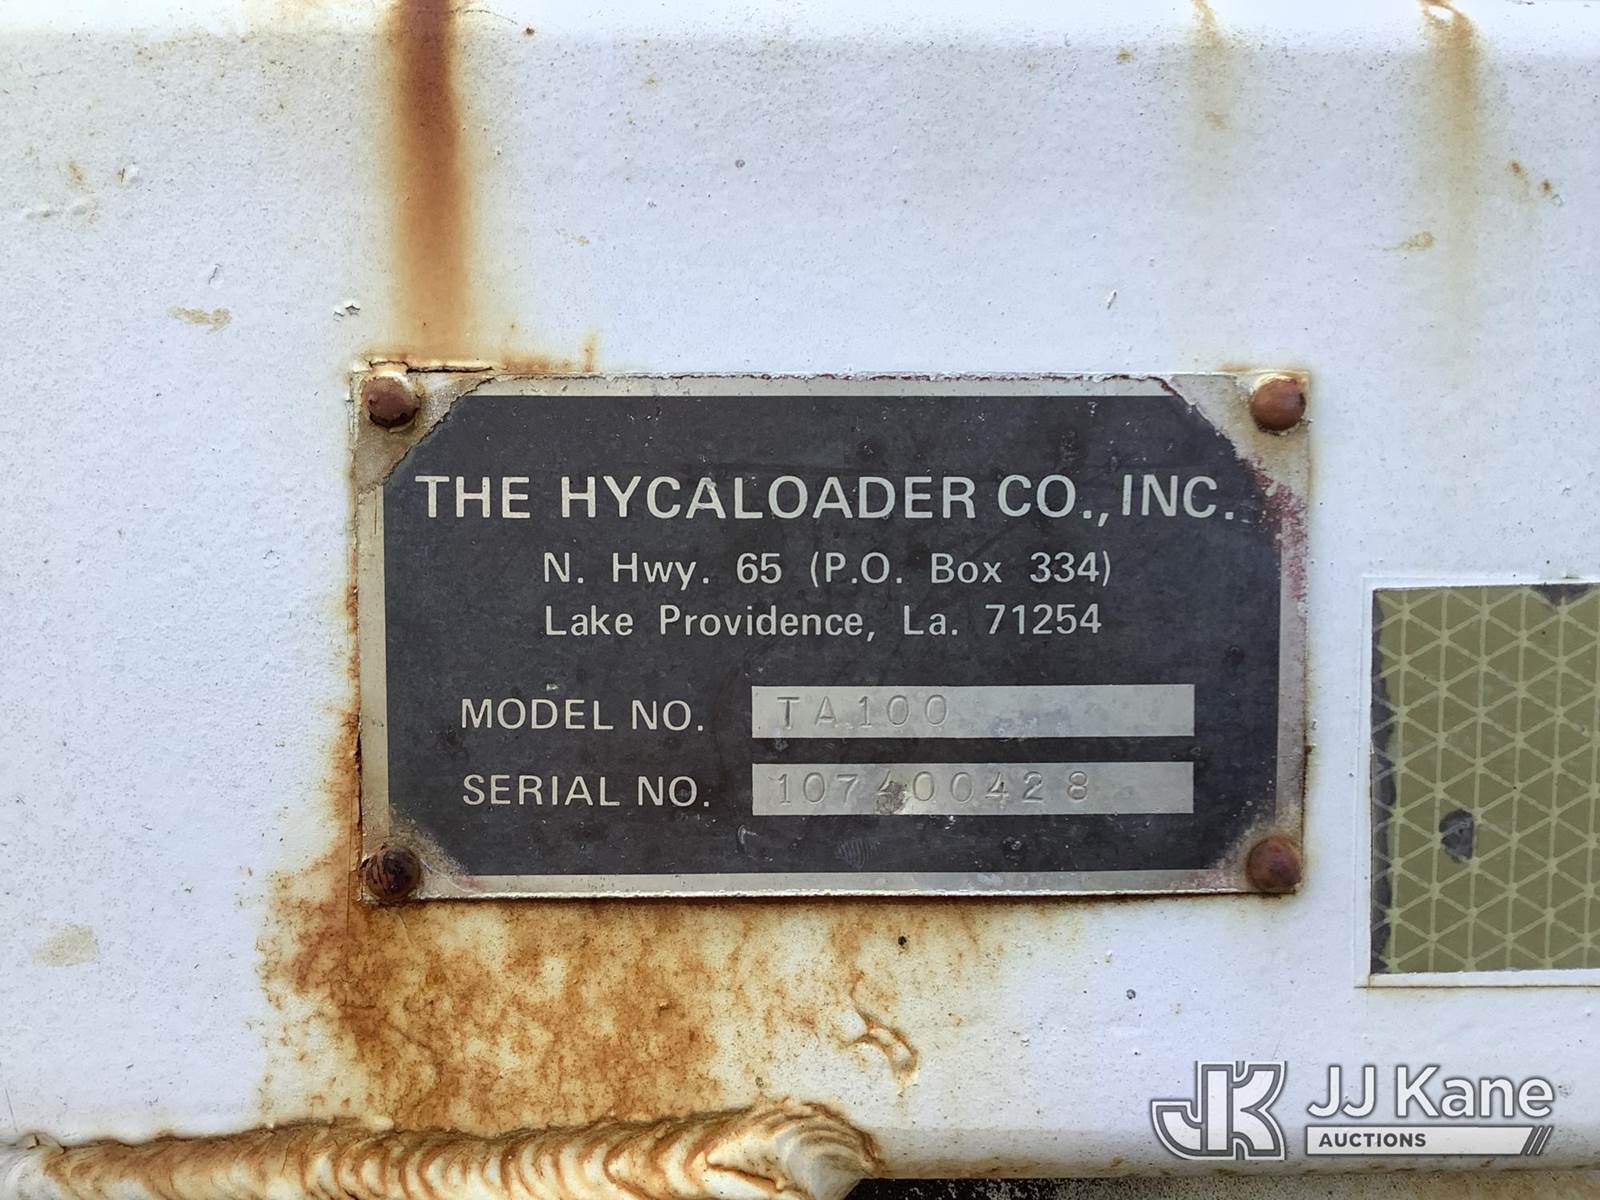 THE HYCALOADER CO., INC.
N. Hwy. 65 (P.O. Box 334)
Lake Providence, La. 71254
MODEL NO. TA100
SERIAL NO. 107400428
JK JJ Kane
AUCTIONS